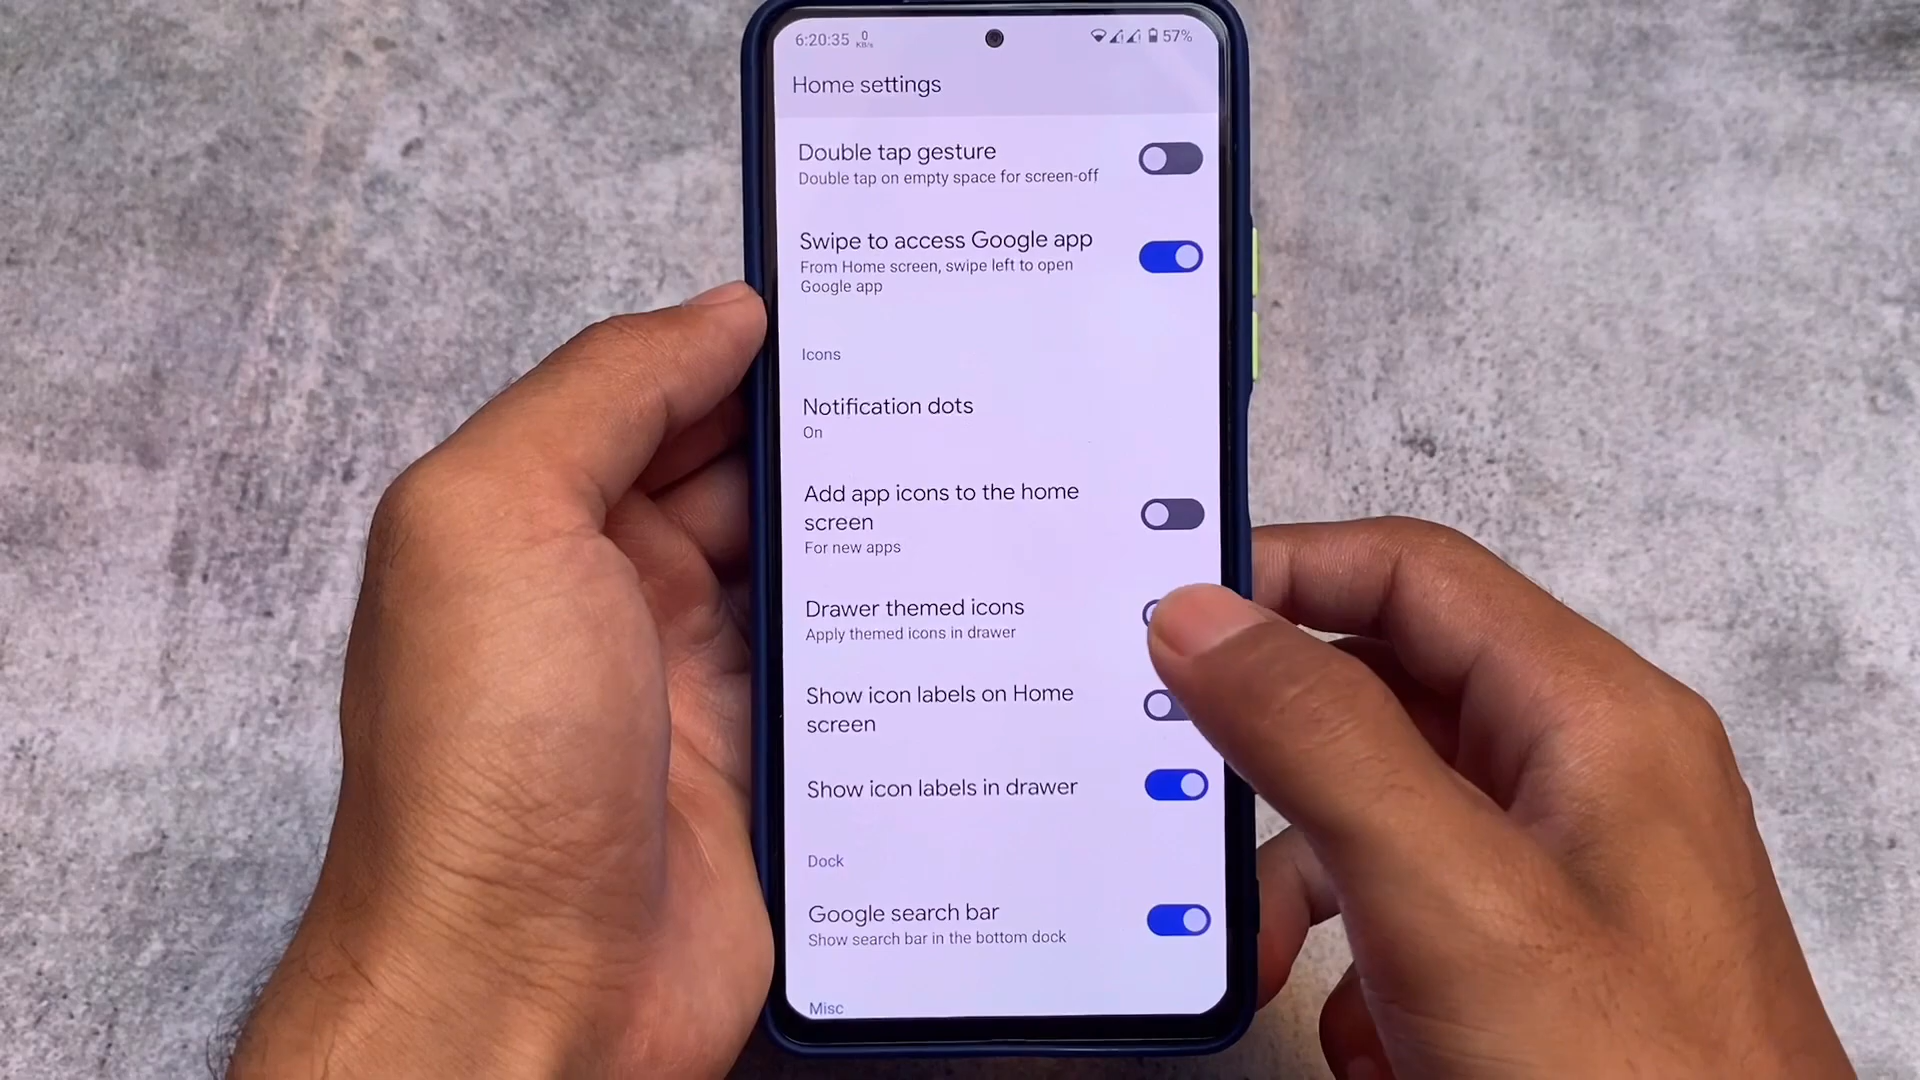 6:20:35 0 KB/s 57%
Home settings
Double tap gesture
Double tap on empty space for screen-off
Swipe to access Google app
From Home screen, swipe left to open
Google app
Icons
Notification dots
On
Add app icons to the home
screen
For new apps
Drawer themed icons
Apply themed icons in drawer
Show icon labels on Home
screen
Show icon labels in drawer
Dock
Google search bar
Show search bar in the bottom dock
Misc